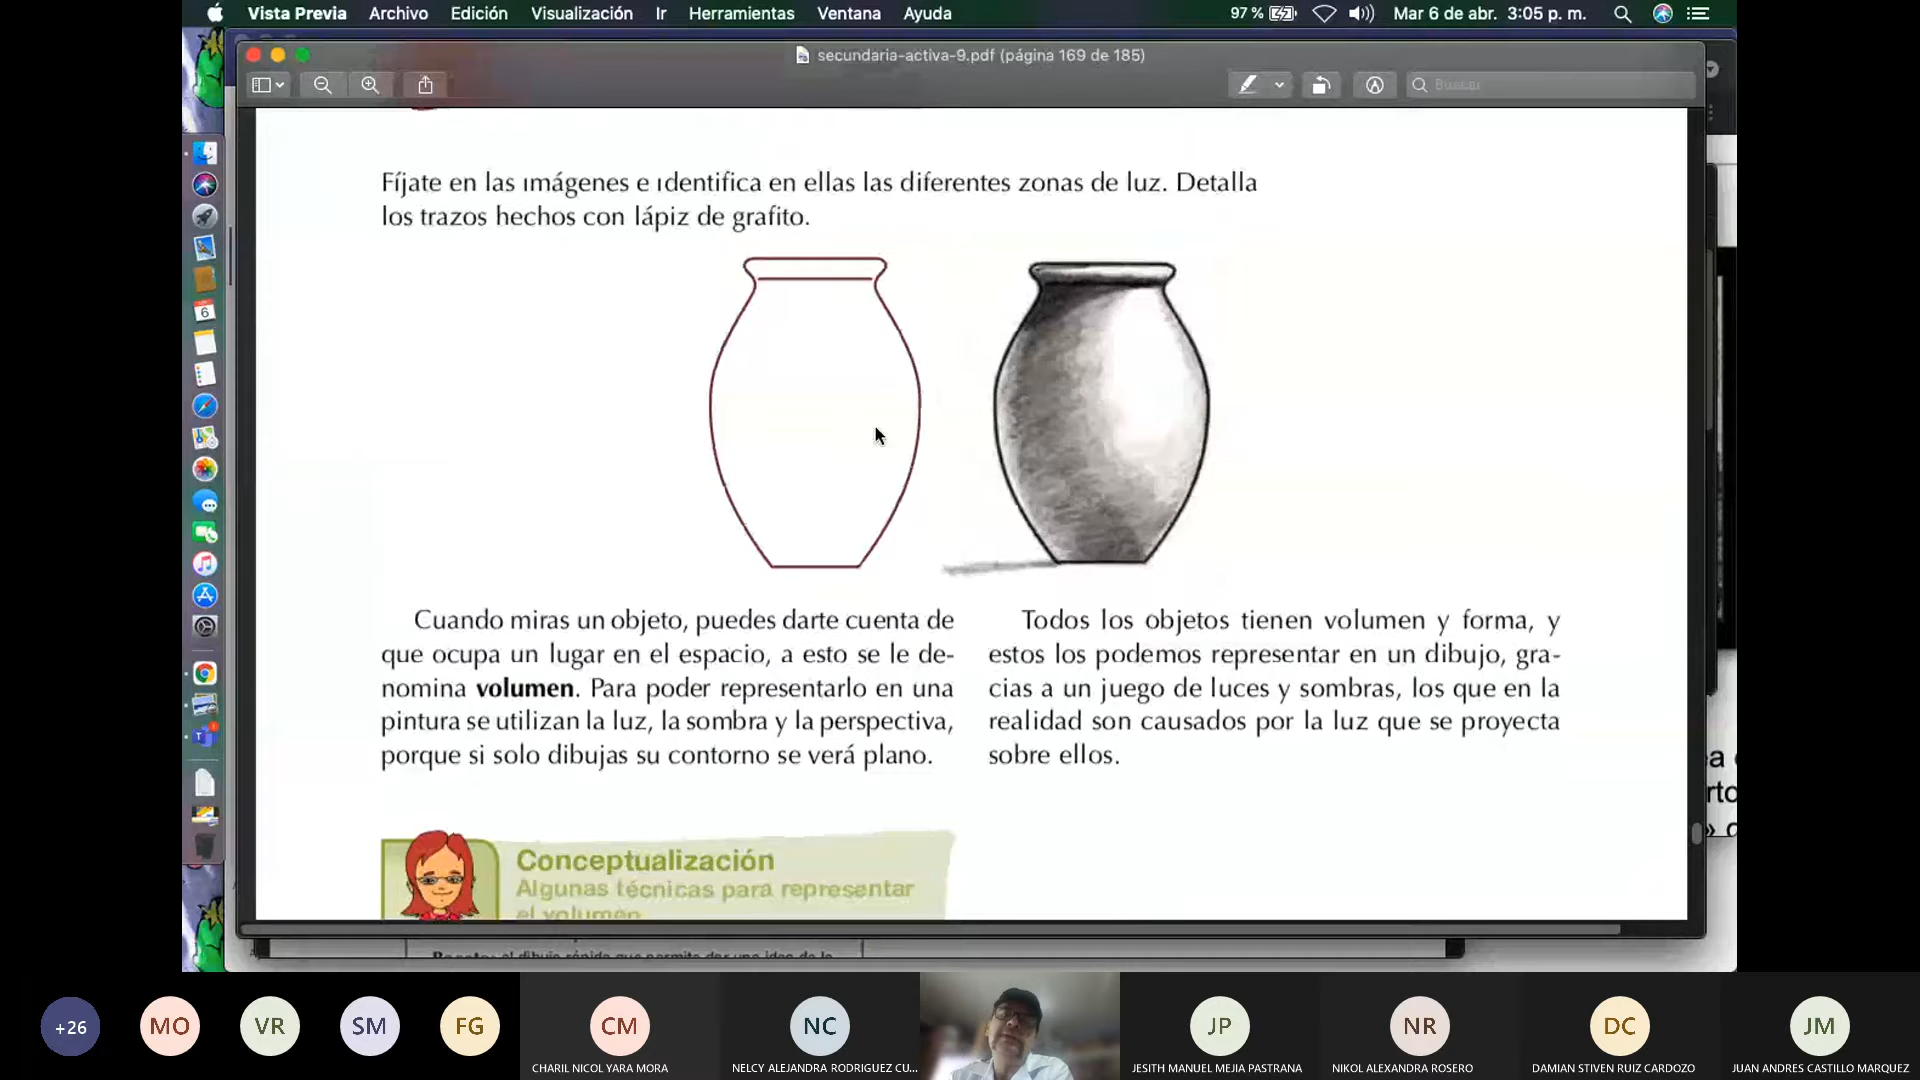 Vista Previa Archivo Edición Visualización Ir Herramientas Ventana Ayuda 97 % Mar 6 de abr. 3:05 p. m.
secundaria-activa-9.pdf (página 169 de 185)
Buscar
Fíjate en las imágenes e identifica en ellas las diferentes zonas de luz. Detalla
los trazos hechos con lápiz de grafito.
6
Cuando miras un objeto, puedes darte cuenta de
que ocupa un lugar en el espacio, a esto se le de-
nomina volumen. Para poder representarlo en una
pintura se utilizan la luz, la sombra y la perspectiva,
porque si solo dibujas su contorno se verá plano.
Todos los objetos tienen volumen y forma, y
estos los podemos representar en un dibujo, gra-
cias a un juego de luces y sombras, los que en la
realidad son causados por la luz que se proyecta
sobre ellos.
Conceptualización
Algunas técnicas para representar
el volumen
+26 MO VR SM FG CM NC JP NR DC JM
CHARIL NICOL YARA MORA
NELCY ALEJANDRA RODRIGUEZ CU...
JESITH MANUEL MEJIA PASTRANA
NIKOL ALEXANDRA ROSERO
DAMIAN STIVEN RUIZ CARDOZO
JUAN ANDRES CASTILLO MARQUEZ